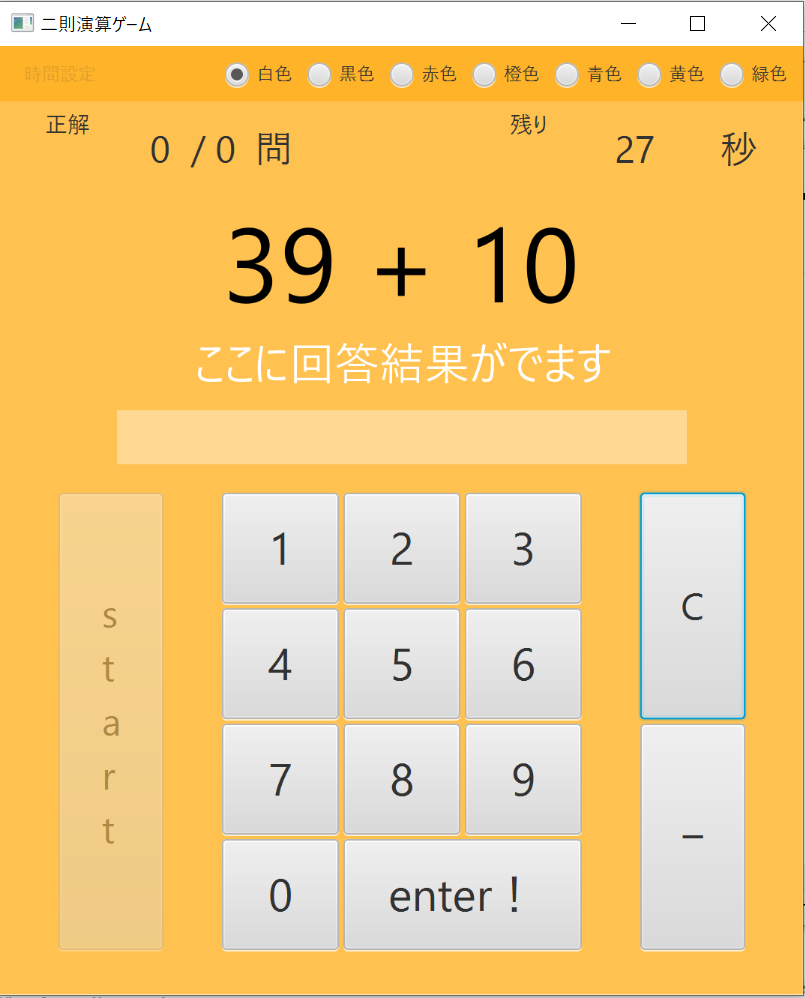 二則演算ゲーム
時間設定 白色 黒色 赤色 橙色 青色 黄色 緑色
正解 0 / 0 問 残り 27 秒
39 + 10
ここに回答結果がでます
start
1 2 3
4 5 6
7 8 9
0 enter！
C
−